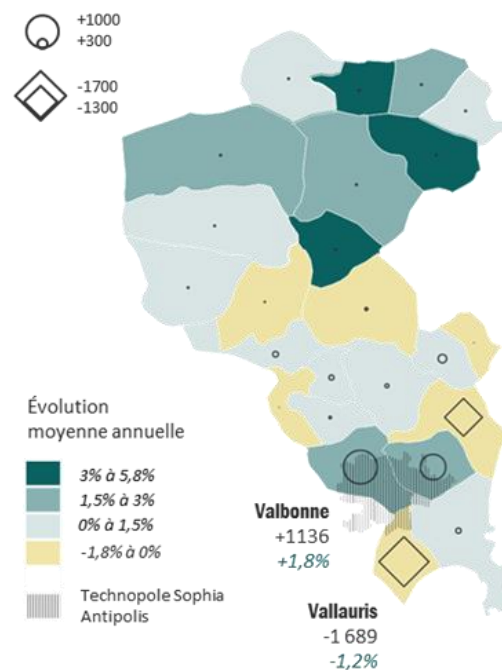 +1000
+300
-1700
-1300
Évolution
moyenne annuelle
3% à 5,8%
1,5% à 3%
0% à 1,5%
-1,8% à 0%
Technopole Sophia
Antipolis
Valbonne
+1136
+1,8%
Vallauris
-1 689
-1,2%